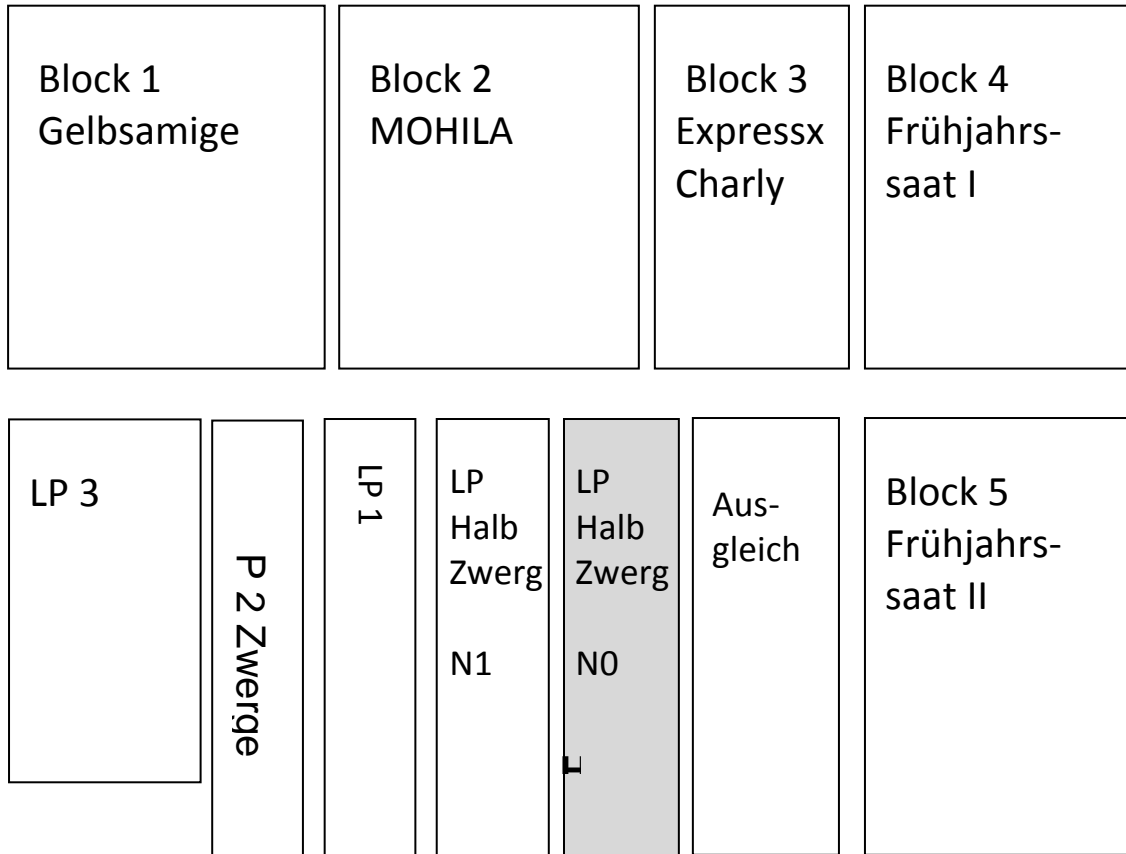 Block 1
Gelbsamige
Block 2
MOHILA
Block 3
Expressx
Charly
Block 4
Frühjahrs-
saat I
LP 3
P 2 Zwerge
LP 1
LP
Halb
Zwerg
N1
LP
Halb
Zwerg
N0
Aus-
gleich
Block 5
Frühjahrs-
saat II